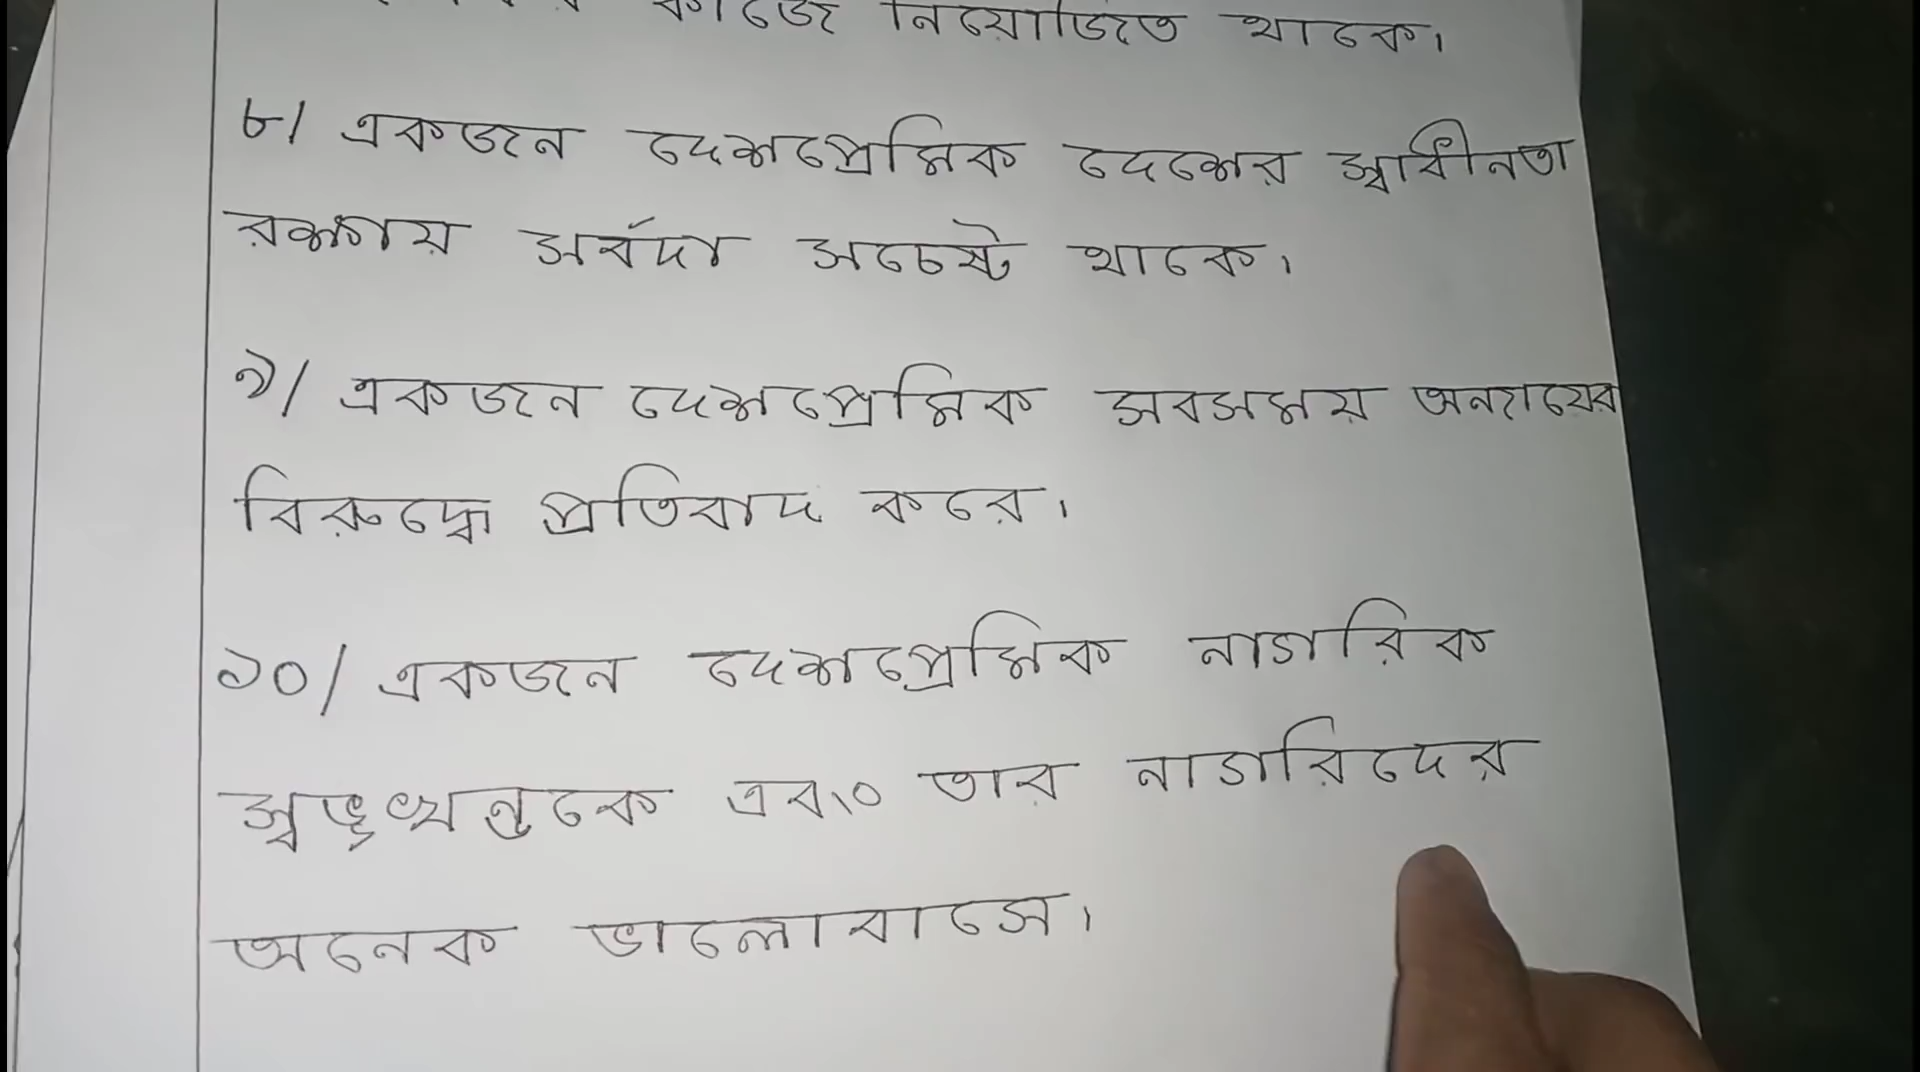 কাজে নিয়োজিত থাকে।
৮/ একজন দেশপ্রেমিক দেশের স্বাধীনতা
রক্ষায় সর্বদা সচেষ্ট থাকে।
৯/ একজন দেশপ্রেমিক সবসময় অন্যায়ের
বিরুদ্ধে প্রতিবাদ করে।
১০/ একজন দেশপ্রেমিক নাগরিক
স্বভূখন্ডকে এবং তার নাগরিদের
অনেক ভালোবাসে।